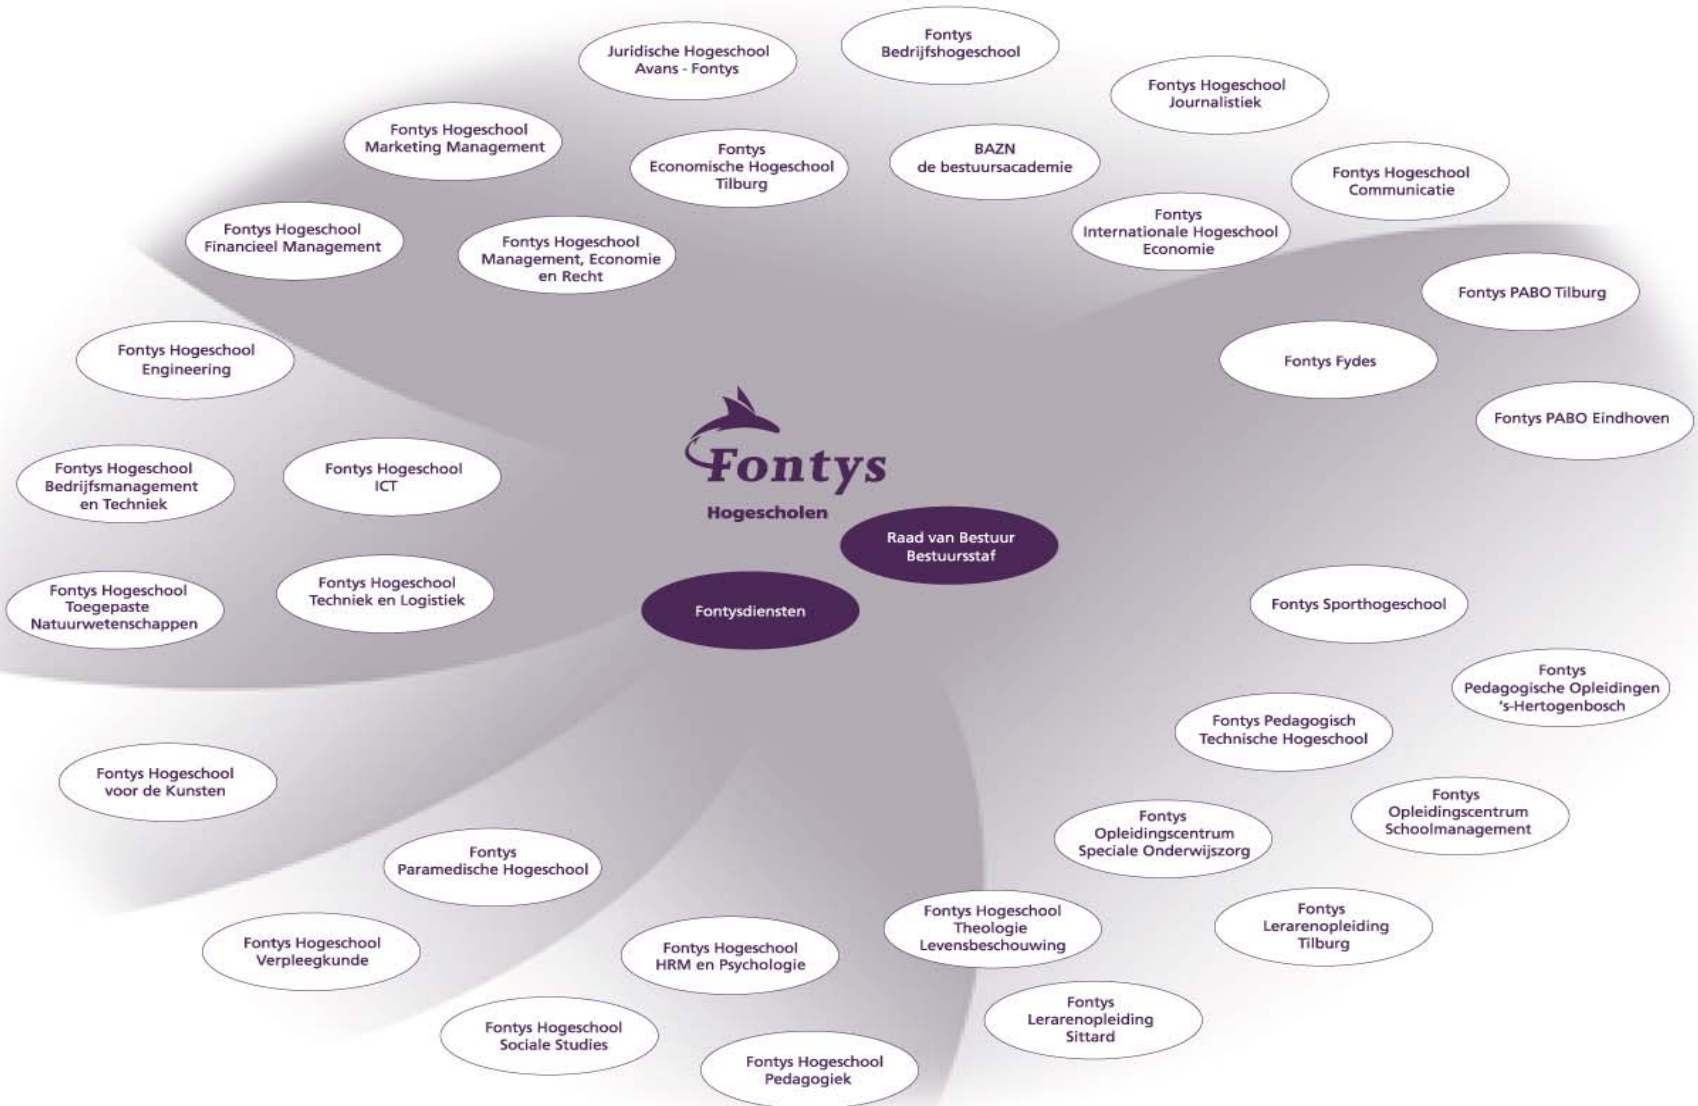 Juridische Hogeschool
Avans - Fontys
Fontys
Bedrijfshogeschool
Fontys Hogeschool
Journalistiek
Fontys Hogeschool
Marketing Management
Fontys
Economische Hogeschool
Tilburg
BAZN
de bestuursacademie
Fontys Hogeschool
Communicatie
Fontys Hogeschool
Financieel Management
Fontys Hogeschool
Management, Economie
en Recht
Fontys
Internationale Hogeschool
Economie
Fontys PABO Tilburg
Fontys Hogeschool
Engineering
Fontys Fydes
Fontys PABO Eindhoven
Fontys Hogeschool
Bedrijfsmanagement
en Techniek
Fontys Hogeschool
ICT
Fontys
Hogescholen
Raad van Bestuur
Bestuursstaf
Fontys Hogeschool
Toegepaste
Natuurwetenschappen
Fontys Hogeschool
Techniek en Logistiek
Fontysdiensten
Fontys Sporthogeschool
Fontys
Pedagogische Opleidingen
's-Hertogenbosch
Fontys Pedagogisch
Technische Hogeschool
Fontys Hogeschool
voor de Kunsten
Fontys
Opleidingscentrum
Schoolmanagement
Fontys
Opleidingscentrum
Speciale Onderwijszorg
Fontys
Paramedische Hogeschool
Fontys Hogeschool
Theologie
Levensbeschouwing
Fontys
Lerarenopleiding
Tilburg
Fontys Hogeschool
Verpleegkunde
Fontys Hogeschool
HRM en Psychologie
Fontys
Lerarenopleiding
Sittard
Fontys Hogeschool
Sociale Studies
Fontys Hogeschool
Pedagogiek